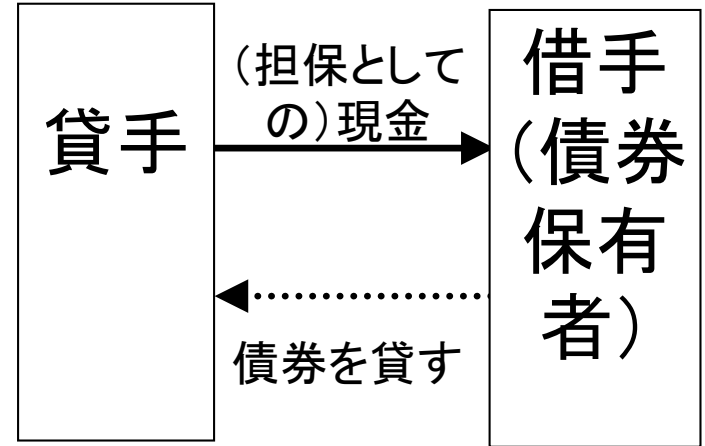 貸手
(担保として
の)現金
債券を貸す
借手
(債券
保有
者)